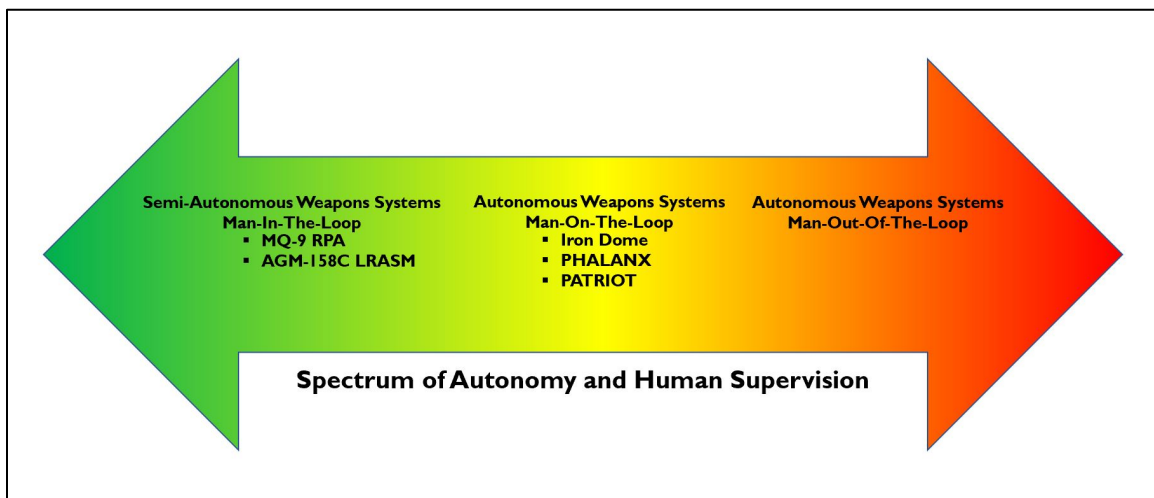 Semi-Autonomous Weapons Systems
Man-In-The-Loop
▪ MQ-9 RPA
▪ AGM-158C LRASM
Autonomous Weapons Systems
Man-On-The-Loop
▪ Iron Dome
▪ PHALANX
▪ PATRIOT
Autonomous Weapons Systems
Man-Out-Of-The-Loop
Spectrum of Autonomy and Human Supervision